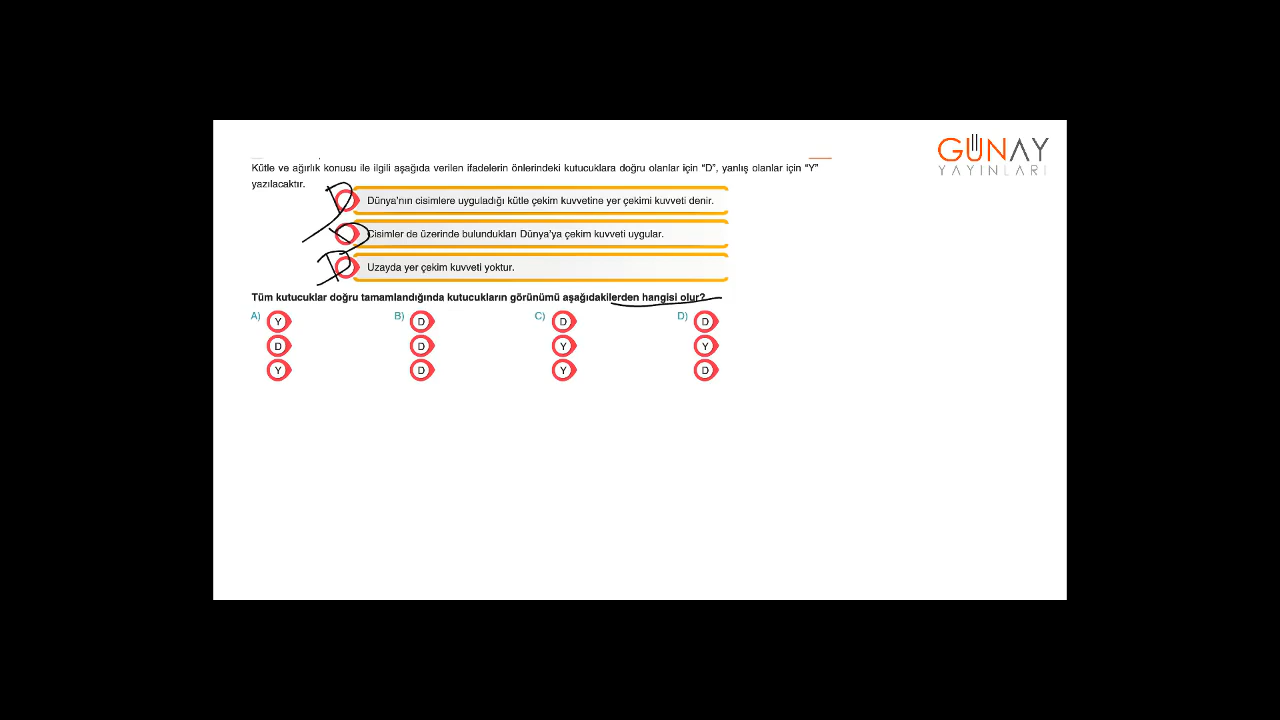 GÜNAY
YAYINLARI
Kütle ve ağırlık konusu ile ilgili aşağıda verilen ifadelerin önlerindeki kutucuklara doğru olanlar için “D”, yanlış olanlar için “Y”
yazılacaktır.
D Dünya’nın cisimlere uyguladığı kütle çekim kuvvetine yer çekimi kuvveti denir.
D Cisimler de üzerinde bulundukları Dünya’ya çekim kuvveti uygular.
D Uzayda yer çekim kuvveti yoktur.
Tüm kutucuklar doğru tamamlandığında kutucukların görünümü aşağıdakilerden hangisi olur?
A) Y B) D C) D D) D
D D Y Y
Y D Y D